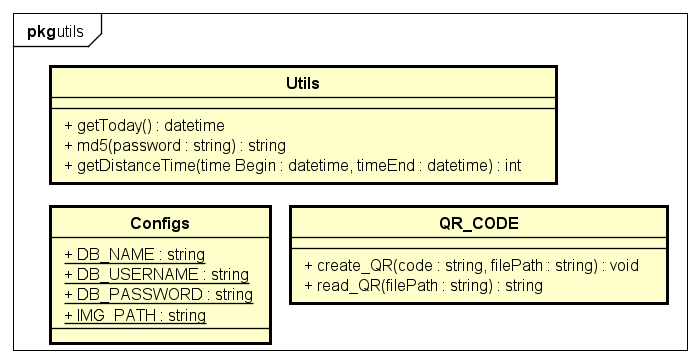 pkg utils
Utils
+ getToday() : datetime
+ md5(password : string) : string
+ getDistanceTime(time Begin : datetime, timeEnd : datetime) : int
Configs
+ DB_NAME : string
+ DB_USERNAME : string
+ DB_PASSWORD : string
+ IMG_PATH : string
QR_CODE
+ create_QR(code : string, filePath : string) : void
+ read_QR(filePath : string) : string